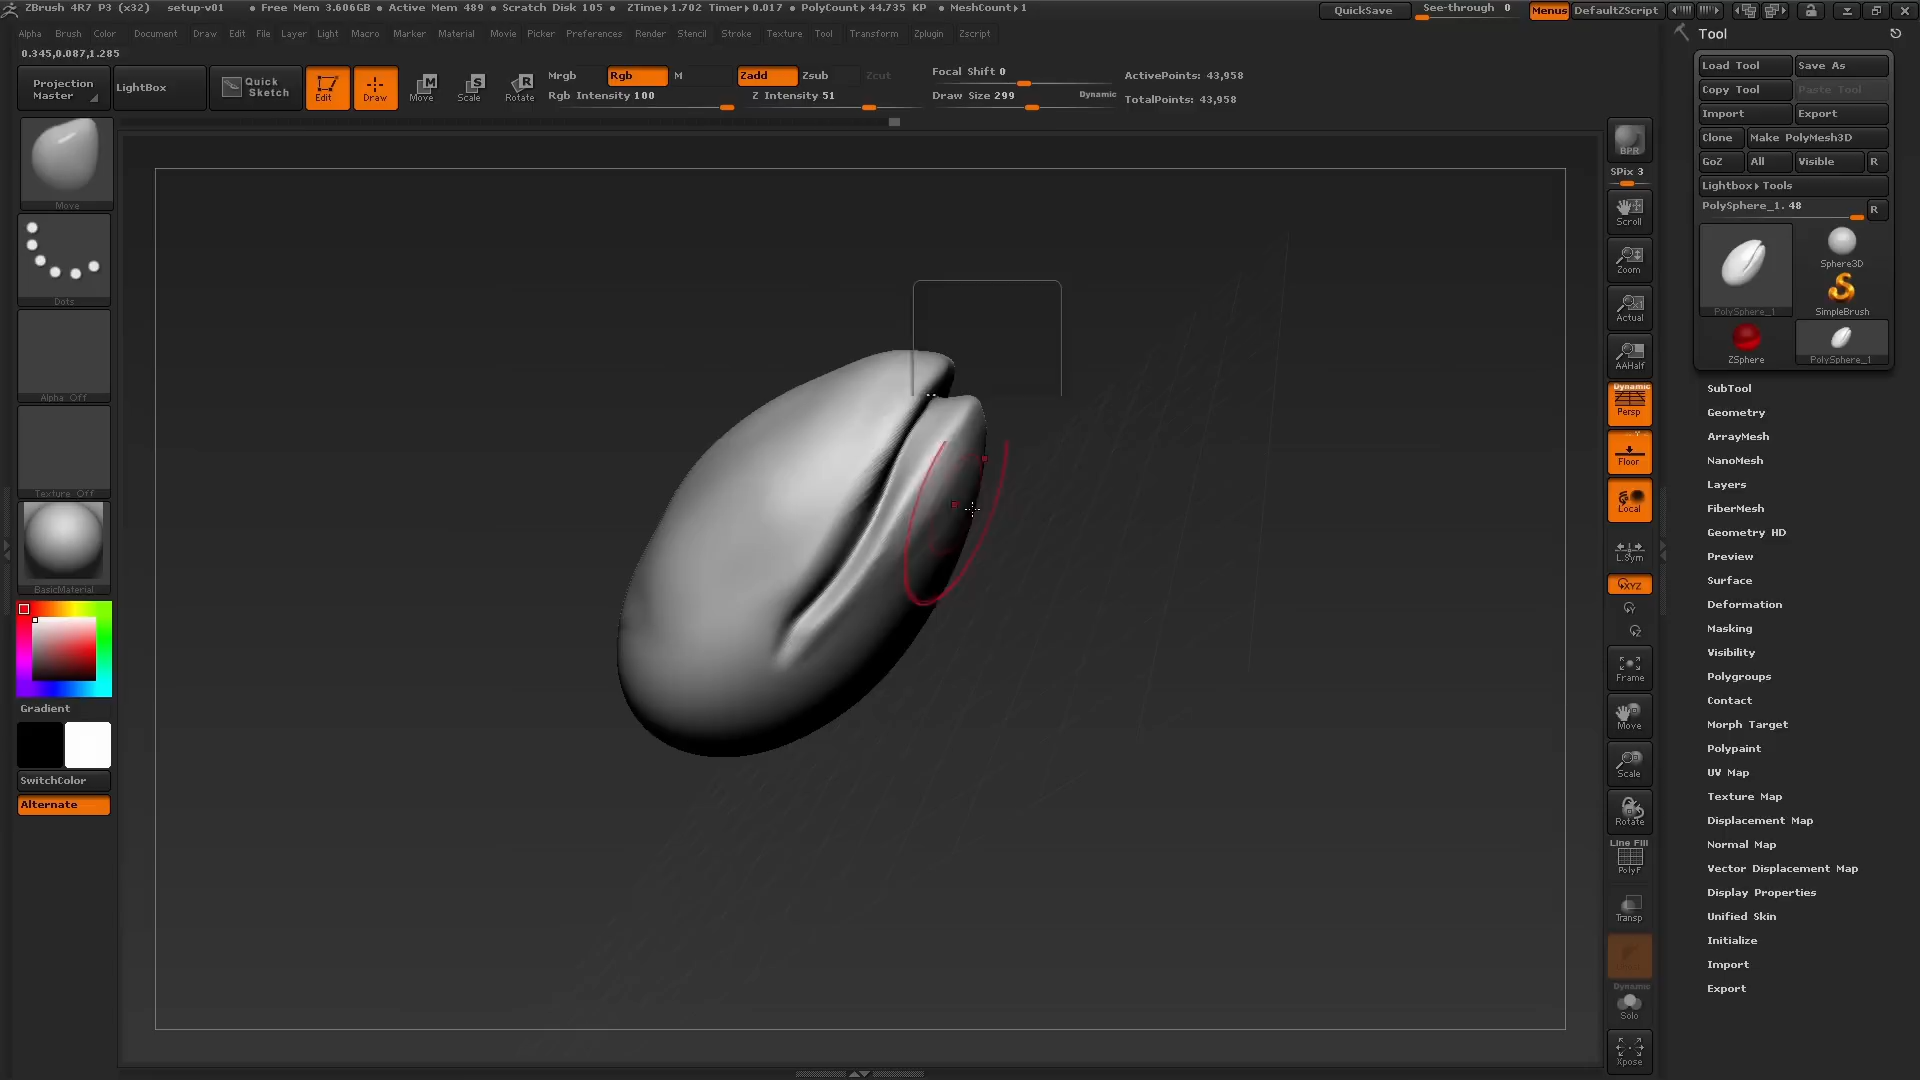 ZBrush 4R7 P3 (x32) setup-v01 • Free Mem 3.606GB • Active Mem 489 • Scratch Disk 105 • ZTime▸1.702 Timer▸0.017 • PolyCount▸44.735 KP • MeshCount▸1
QuickSave See-through 0 Menus DefaultZScript
Alpha Brush Color Document Draw Edit File Layer Light Macro Marker Material Movie Picker Preferences Render Stencil Stroke Texture Tool Transform Zplugin Zscript
Tool
0.345,0.087,1.285
Projection Master
LightBox
Quick Sketch
Edit
Draw
Move
Scale
Rotate
Mrgb Rgb M
Rgb Intensity 100
Zadd Zsub Zcut
Z Intensity 51
Focal Shift 0
Draw Size 299 Dynamic
ActivePoints: 43,958
TotalPoints: 43,958
Move
Dots
Alpha Off
Texture Off
BasicMaterial
Gradient
SwitchColor
Alternate
BPR
SPix 3
Scroll
Zoom
Actual
AAHalf
Dynamic
Persp
Floor
Local
L.Sym
XYZ
Frame
Move
Scale
Rotate
Line Fill
PolyF
Transp
Dynamic
Solo
Xpose
Load Tool Save As
Copy Tool Paste Tool
Import Export
Clone Make PolyMesh3D
GoZ All Visible R
Lightbox▸Tools
PolySphere_1. 48 R
PolySphere_1
Sphere3D
SimpleBrush
ZSphere
PolySphere_1
SubTool
Geometry
ArrayMesh
NanoMesh
Layers
FiberMesh
Geometry HD
Preview
Surface
Deformation
Masking
Visibility
Polygroups
Contact
Morph Target
Polypaint
UV Map
Texture Map
Displacement Map
Normal Map
Vector Displacement Map
Display Properties
Unified Skin
Initialize
Import
Export